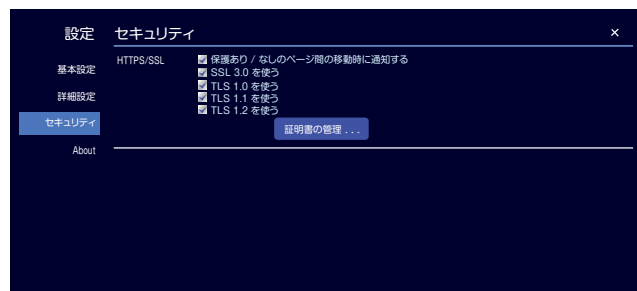 設定
基本設定
詳細設定
セキュリティ
About
セキュリティ ×
HTTPS/SSL
保護あり / なしのページ間の移動時に通知する
SSL 3.0 を使う
TLS 1.0 を使う
TLS 1.1 を使う
TLS 1.2 を使う
証明書の管理 . . .